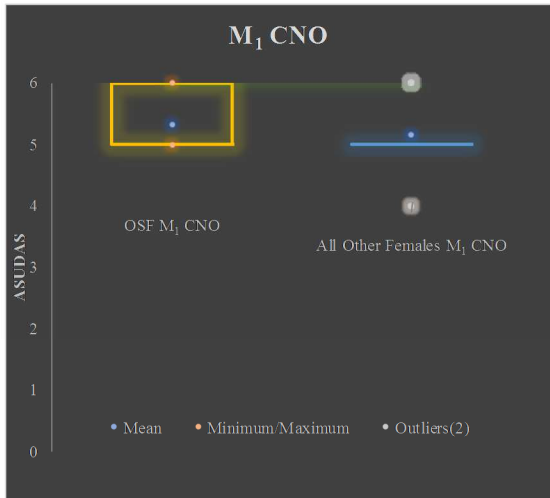 M₁ CNO
6
5
4
3
2
1
0
ASUDAS
OSF M₁ CNO
All Other Females M₁ CNO
Mean
Minimum/Maximum
Outliers(2)